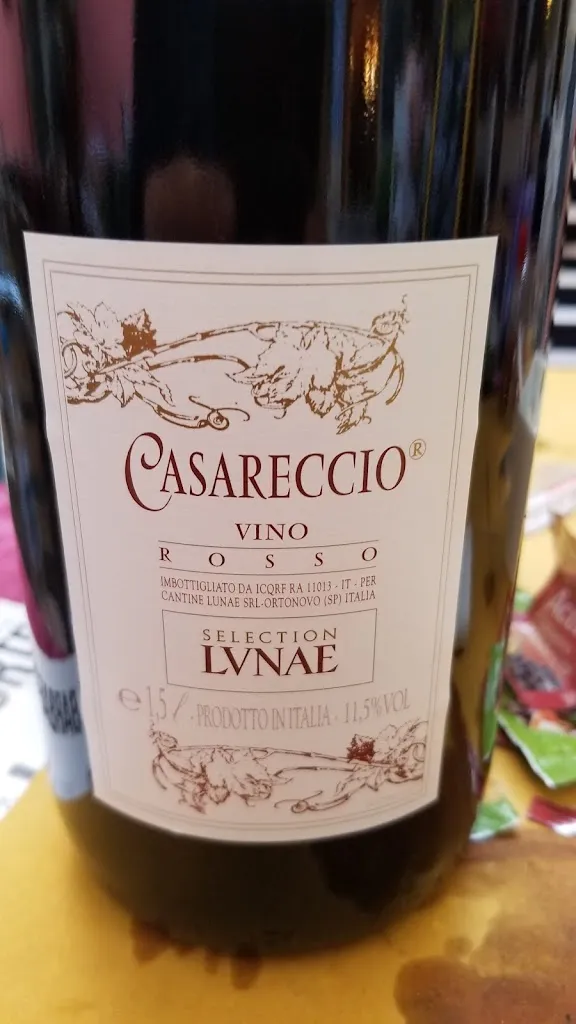 CASARECCIO®
VINO
ROSSO
IMBOTTIGLIATO DA ICQRF RA 11013 - IT - PER
CANTINE LUNAE SRL-ORTONOVO (SP) ITALIA
SELECTION
LVNAE
e 1,5 l - PRODOTTO IN ITALIA - 11,5% VOL